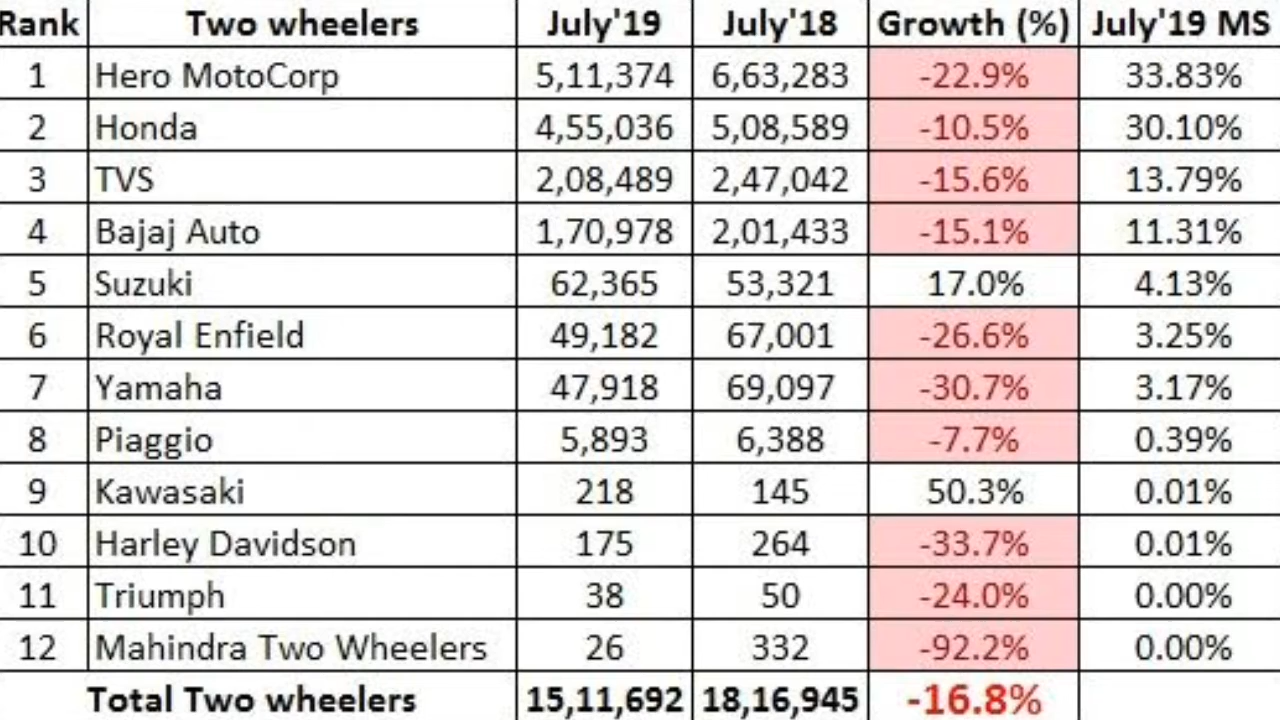 Rank Two wheelers July'19 July'18 Growth (%) July'19 MS
1 Hero MotoCorp 5,11,374 6,63,283 -22.9% 33.83%
2 Honda 4,55,036 5,08,589 -10.5% 30.10%
3 TVS 2,08,489 2,47,042 -15.6% 13.79%
4 Bajaj Auto 1,70,978 2,01,433 -15.1% 11.31%
5 Suzuki 62,365 53,321 17.0% 4.13%
6 Royal Enfield 49,182 67,001 -26.6% 3.25%
7 Yamaha 47,918 69,097 -30.7% 3.17%
8 Piaggio 5,893 6,388 -7.7% 0.39%
9 Kawasaki 218 145 50.3% 0.01%
10 Harley Davidson 175 264 -33.7% 0.01%
11 Triumph 38 50 -24.0% 0.00%
12 Mahindra Two Wheelers 26 332 -92.2% 0.00%
Total Two wheelers 15,11,692 18,16,945 -16.8%